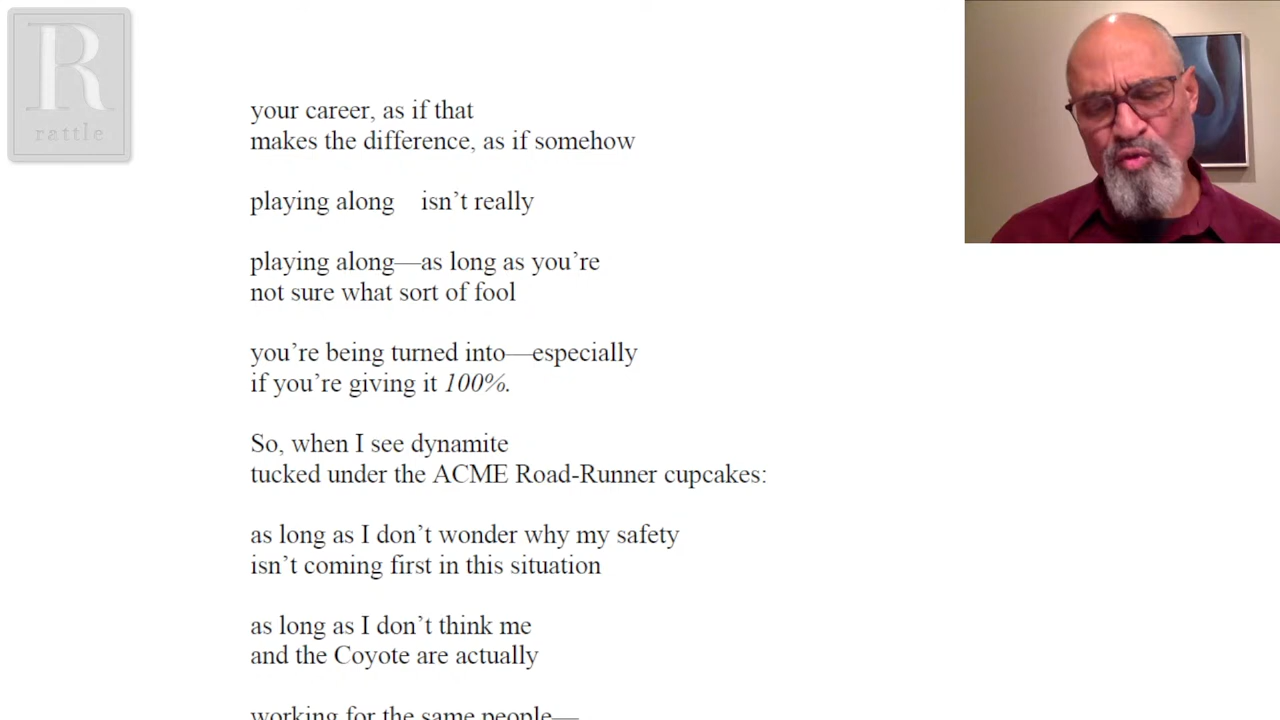 R
rattle
your career, as if that
makes the difference, as if somehow
playing along isn’t really
playing along—as long as you’re
not sure what sort of fool
you’re being turned into—especially
if you’re giving it 100%.
So, when I see dynamite
tucked under the ACME Road-Runner cupcakes:
as long as I don’t wonder why my safety
isn’t coming first in this situation
as long as I don’t think me
and the Coyote are actually
working for the same people—